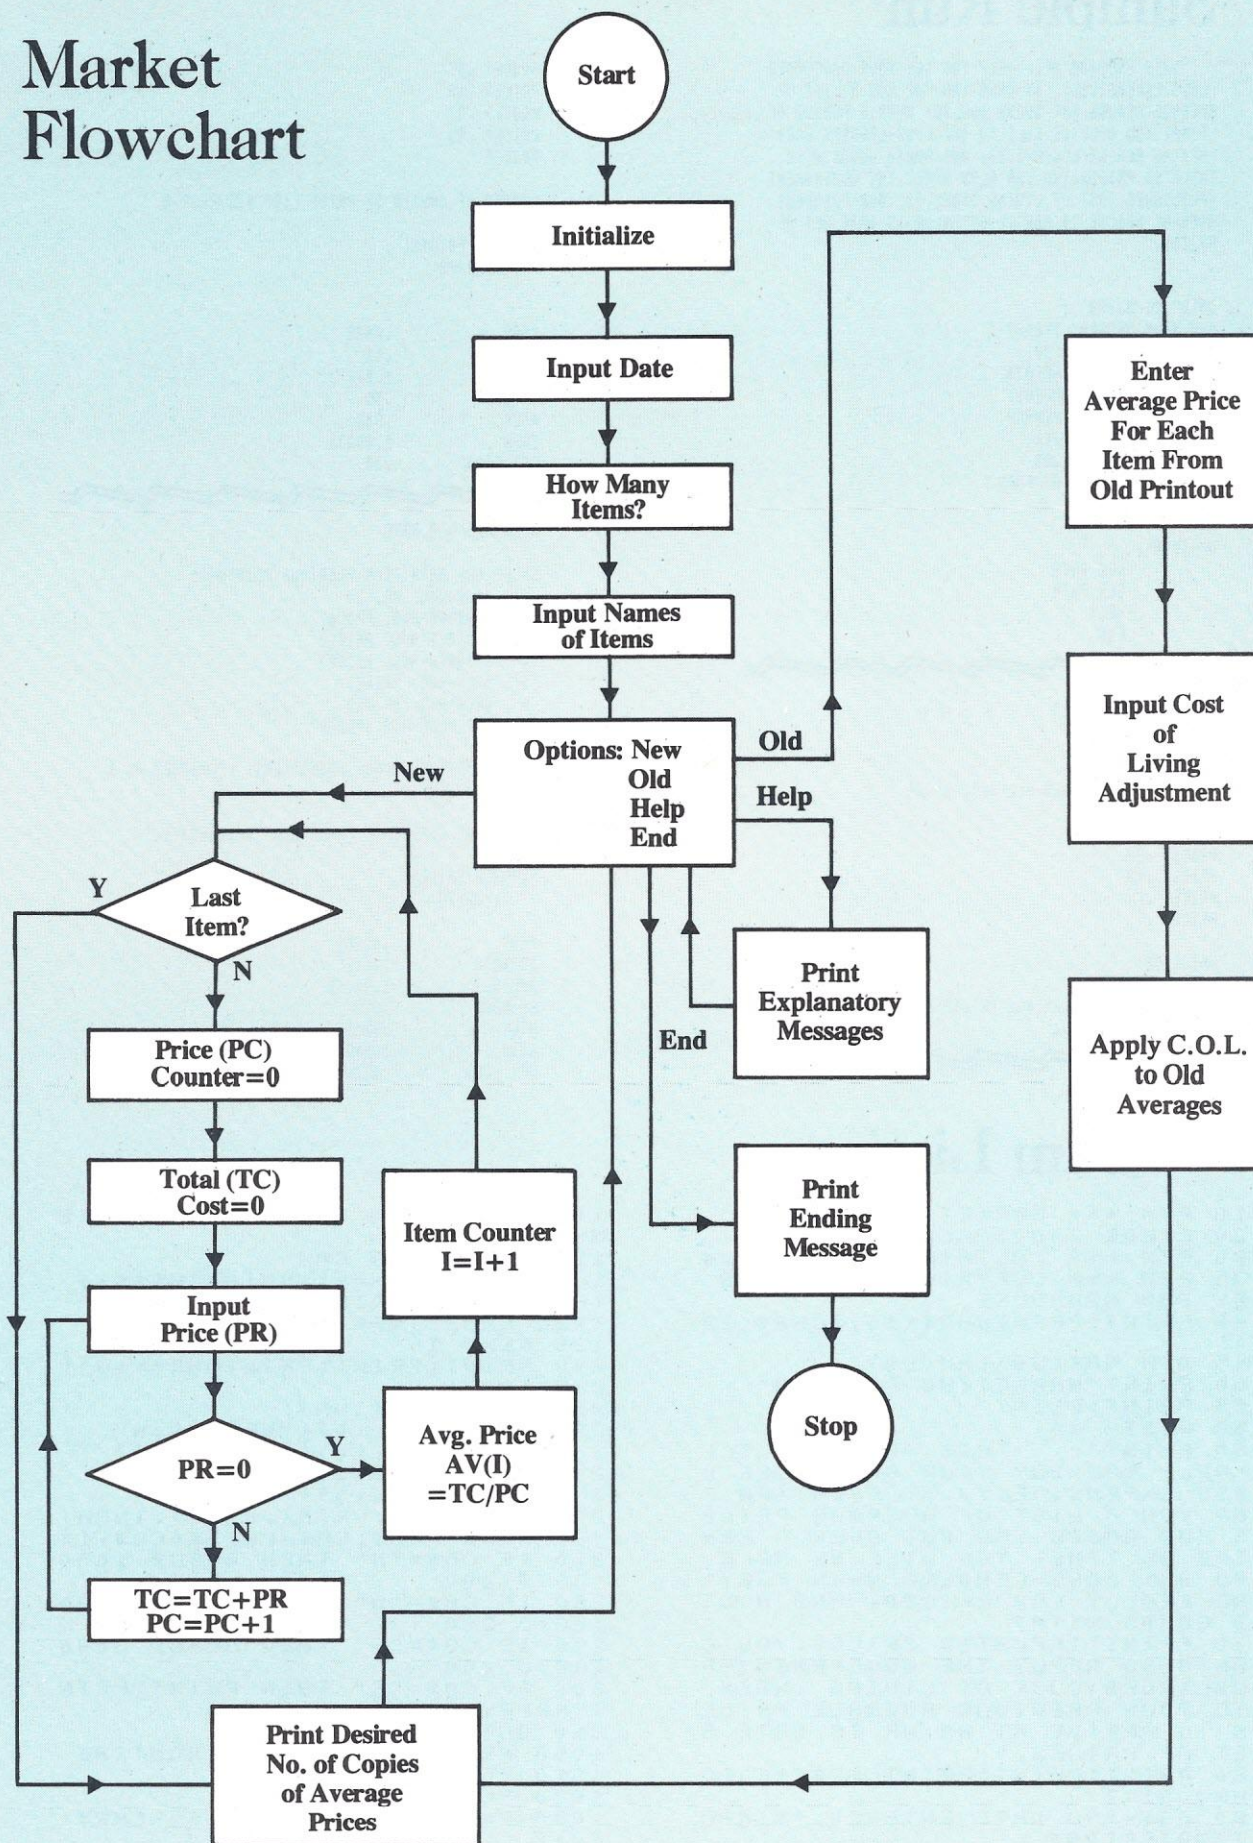 Market
Flowchart
Start
Initialize
Input Date
How Many
Items?
Input Names
of Items
Options: New
Old
Help
End
New
Old
Help
End
Enter
Average Price
For Each
Item From
Old Printout
Input Cost
of
Living
Adjustment
Apply C.O.L.
to Old
Averages
Print
Explanatory
Messages
Print
Ending
Message
Stop
Y
Last
Item?
N
Price (PC)
Counter=0
Total (TC)
Cost=0
Input
Price (PR)
PR=0
Y
N
TC=TC+PR
PC=PC+1
Avg. Price
AV(I)
=TC/PC
Item Counter
I=I+1
Print Desired
No. of Copies
of Average
Prices